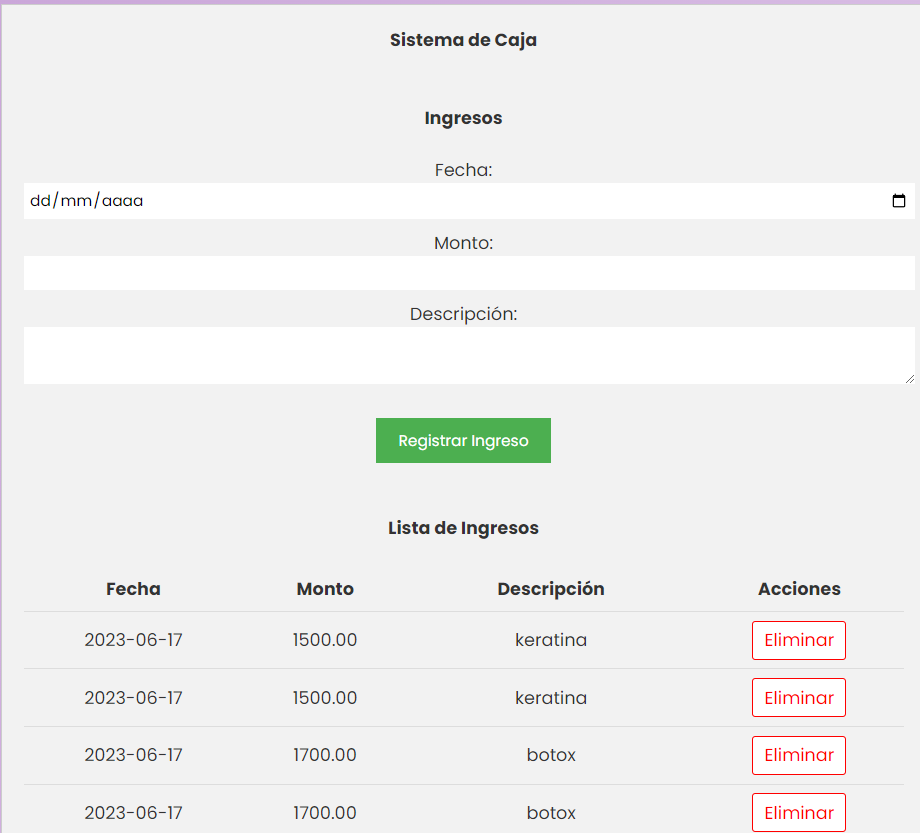 Sistema de Caja
Ingresos
Fecha:
dd/mm/aaaa
Monto:
Descripción:
Registrar Ingreso
Lista de Ingresos
Fecha Monto Descripción Acciones
2023-06-17 1500.00 keratina Eliminar
2023-06-17 1500.00 keratina Eliminar
2023-06-17 1700.00 botox Eliminar
2023-06-17 1700.00 botox Eliminar